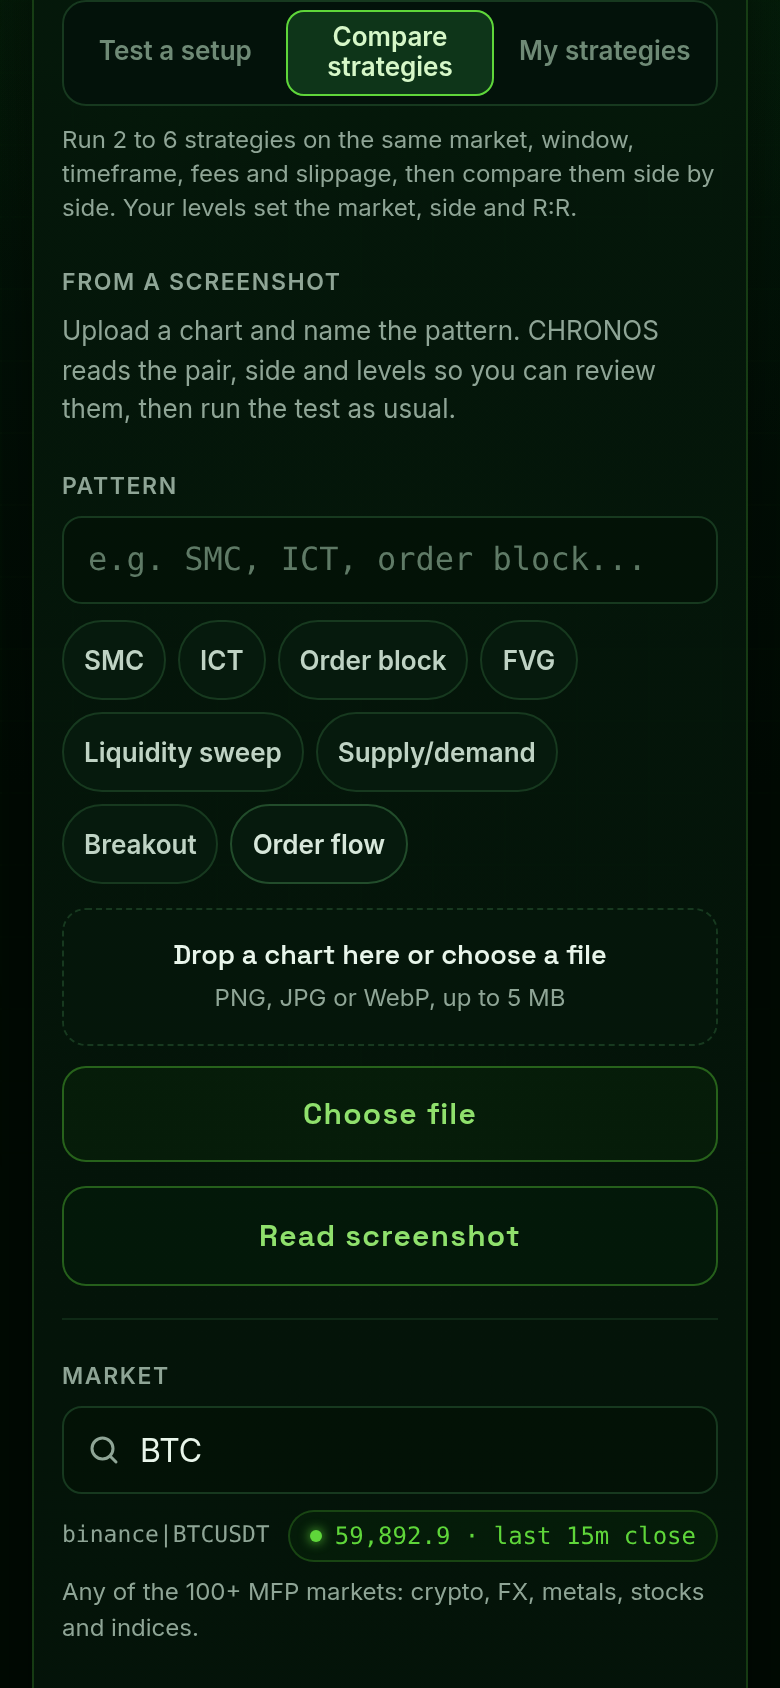 Test a setup
Compare
strategies
My strategies
Run 2 to 6 strategies on the same market, window,
timeframe, fees and slippage, then compare them side by
side. Your levels set the market, side and R:R.
FROM A SCREENSHOT
Upload a chart and name the pattern. CHRONOS
reads the pair, side and levels so you can review
them, then run the test as usual.
PATTERN
e.g. SMC, ICT, order block...
SMC
ICT
Order block
FVG
Liquidity sweep
Supply/demand
Breakout
Order flow
Drop a chart here or choose a file
PNG, JPG or WebP, up to 5 MB
Choose file
Read screenshot
MARKET
BTC
binance|BTCUSDT
59,892.9 · last 15m close
Any of the 100+ MFP markets: crypto, FX, metals, stocks
and indices.